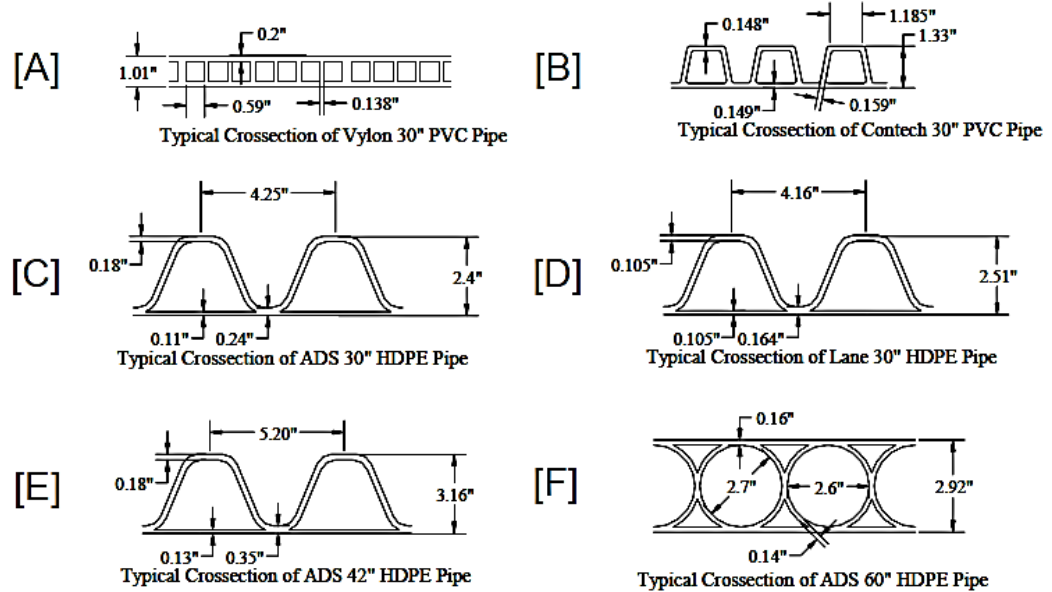 [A]
0.2"
1.01"
0.59"
0.138"
Typical Crossection of Vylon 30" PVC Pipe
[B]
0.148"
1.185"
1.33"
0.149"
0.159"
Typical Crossection of Contech 30" PVC Pipe
[C]
4.25"
0.18"
2.4"
0.11"
0.24"
Typical Crossection of ADS 30" HDPE Pipe
[D]
4.16"
0.105"
2.51"
0.105"
0.164"
Typical Crossection of Lane 30" HDPE Pipe
[E]
5.20"
0.18"
3.16"
0.13"
0.35"
Typical Crossection of ADS 42" HDPE Pipe
[F]
0.16"
2.7"
2.6"
2.92"
0.14"
Typical Crossection of ADS 60" HDPE Pipe